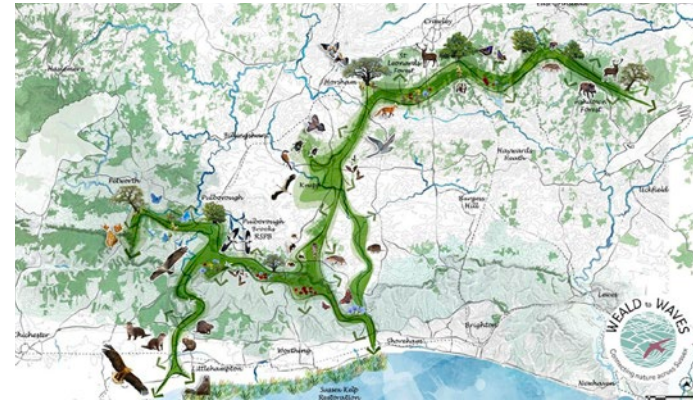 Crawley
Horsham
St
Leonards
Forest
Ashdown
Forest
Haywards
Heath
Knepp
Petworth
Pulborough
Pulborough
Brooks
RSPB
Burgess
Hill
Uckfield
Lewes
Chichester
Worthing
Shoreham
Brighton
Littlehampton
Newhaven
Sussex Kelp
Restoration
WEALD to WAVES
Connecting nature across Sussex